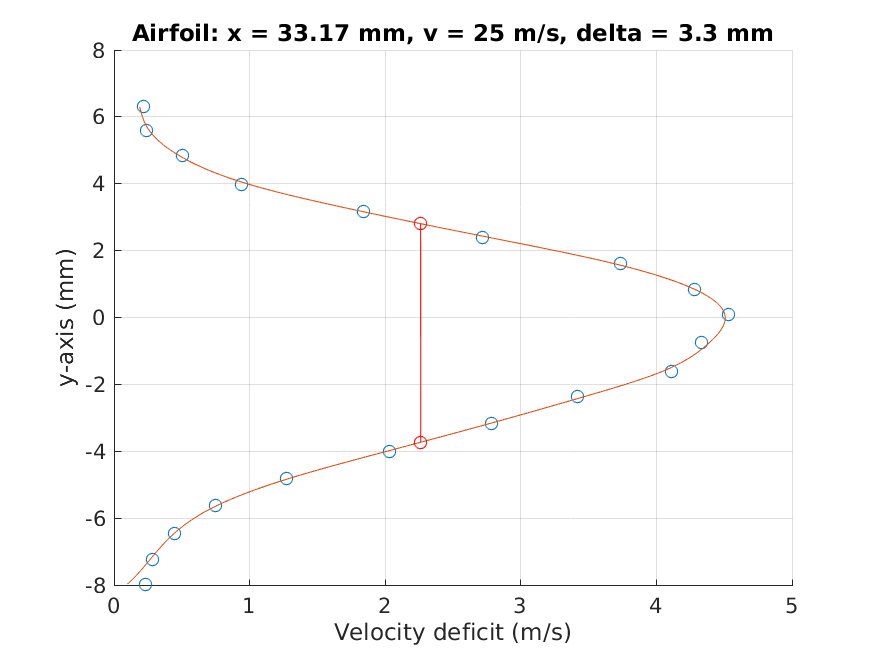 Airfoil: x = 33.17 mm, v = 25 m/s, delta = 3.3 mm
8
6
4
2
0
-2
-4
-6
-8
y-axis (mm)
0 1 2 3 4 5
Velocity deficit (m/s)